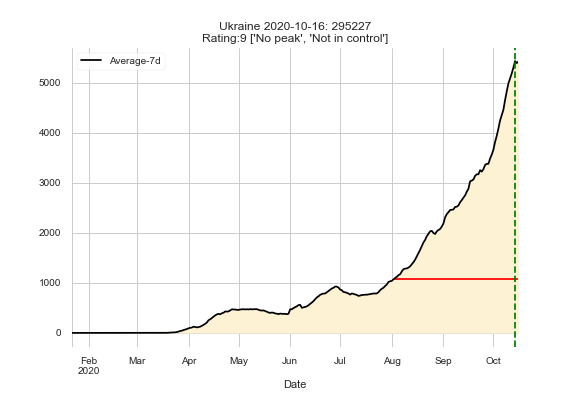 Ukraine 2020-10-16: 295227
Rating:9 ['No peak', 'Not in control']
Average-7d
5000
4000
3000
2000
1000
0
Feb Mar Apr May Jun Jul Aug Sep Oct
2020
Date